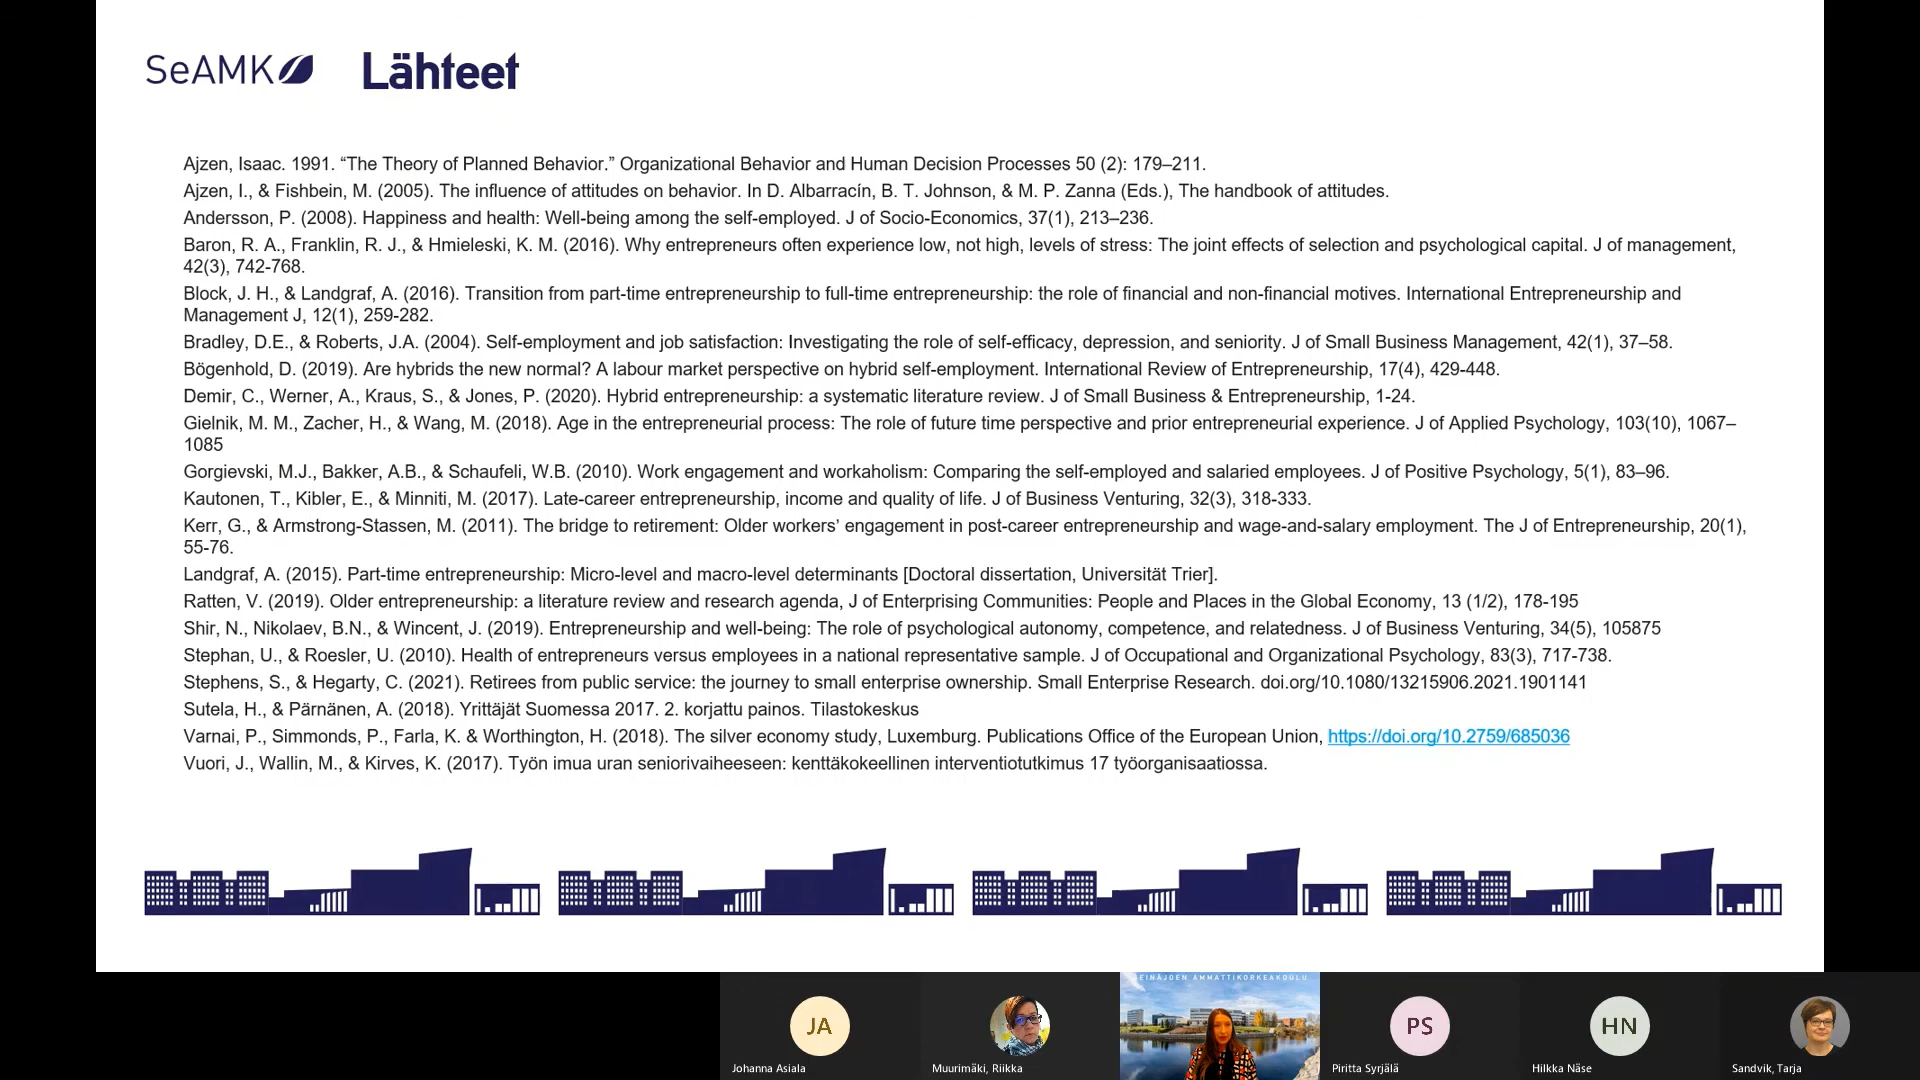 SeAMK
Lähteet
Ajzen, Isaac. 1991. “The Theory of Planned Behavior.” Organizational Behavior and Human Decision Processes 50 (2): 179–211.
Ajzen, I., & Fishbein, M. (2005). The influence of attitudes on behavior. In D. Albarracín, B. T. Johnson, & M. P. Zanna (Eds.), The handbook of attitudes.
Andersson, P. (2008). Happiness and health: Well-being among the self-employed. J of Socio-Economics, 37(1), 213–236.
Baron, R. A., Franklin, R. J., & Hmieleski, K. M. (2016). Why entrepreneurs often experience low, not high, levels of stress: The joint effects of selection and psychological capital. J of management,
42(3), 742-768.
Block, J. H., & Landgraf, A. (2016). Transition from part-time entrepreneurship to full-time entrepreneurship: the role of financial and non-financial motives. International Entrepreneurship and
Management J, 12(1), 259-282.
Bradley, D.E., & Roberts, J.A. (2004). Self-employment and job satisfaction: Investigating the role of self-efficacy, depression, and seniority. J of Small Business Management, 42(1), 37–58.
Bögenhold, D. (2019). Are hybrids the new normal? A labour market perspective on hybrid self-employment. International Review of Entrepreneurship, 17(4), 429-448.
Demir, C., Werner, A., Kraus, S., & Jones, P. (2020). Hybrid entrepreneurship: a systematic literature review. J of Small Business & Entrepreneurship, 1-24.
Gielnik, M. M., Zacher, H., & Wang, M. (2018). Age in the entrepreneurial process: The role of future time perspective and prior entrepreneurial experience. J of Applied Psychology, 103(10), 1067–
1085
Gorgievski, M.J., Bakker, A.B., & Schaufeli, W.B. (2010). Work engagement and workaholism: Comparing the self-employed and salaried employees. J of Positive Psychology, 5(1), 83–96.
Kautonen, T., Kibler, E., & Minniti, M. (2017). Late-career entrepreneurship, income and quality of life. J of Business Venturing, 32(3), 318-333.
Kerr, G., & Armstrong-Stassen, M. (2011). The bridge to retirement: Older workers’ engagement in post-career entrepreneurship and wage-and-salary employment. The J of Entrepreneurship, 20(1),
55-76.
Landgraf, A. (2015). Part-time entrepreneurship: Micro-level and macro-level determinants [Doctoral dissertation, Universität Trier].
Ratten, V. (2019). Older entrepreneurship: a literature review and research agenda, J of Enterprising Communities: People and Places in the Global Economy, 13 (1/2), 178-195
Shir, N., Nikolaev, B.N., & Wincent, J. (2019). Entrepreneurship and well-being: The role of psychological autonomy, competence, and relatedness. J of Business Venturing, 34(5), 105875
Stephan, U., & Roesler, U. (2010). Health of entrepreneurs versus employees in a national representative sample. J of Occupational and Organizational Psychology, 83(3), 717-738.
Stephens, S., & Hegarty, C. (2021). Retirees from public service: the journey to small enterprise ownership. Small Enterprise Research. doi.org/10.1080/13215906.2021.1901141
Sutela, H., & Pärnänen, A. (2018). Yrittäjät Suomessa 2017. 2. korjattu painos. Tilastokeskus
Varnai, P., Simmonds, P., Farla, K. & Worthington, H. (2018). The silver economy study, Luxemburg. Publications Office of the European Union, https://doi.org/10.2759/685036
Vuori, J., Wallin, M., & Kirves, K. (2017). Työn imua uran seniorivaiheeseen: kenttäkokeellinen interventiotutkimus 17 työorganisaatiossa.
EINÄJOEN AMMATTIKORKEAKOULU
JA
PS
HN
Johanna Asiala
Muurimäki, Riikka
Piritta Syrjälä
Hilkka Näse
Sandvik, Tarja